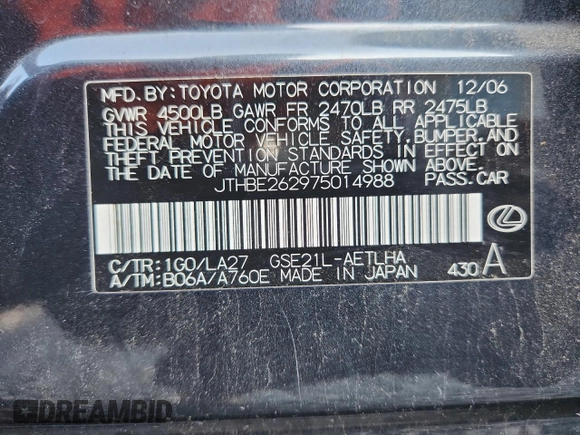 MFD. BY: TOYOTA MOTOR CORPORATION 12/06
GVWR 4500LB GAWR FR 2470LB RR 2475LB
THIS VEHICLE CONFORMS TO ALL APPLICABLE
FEDERAL MOTOR VEHICLE SAFETY, BUMPER, AND
THEFT PREVENTION STANDARDS IN EFFECT ON
THE DATE OF MANUFACTURE SHOWN ABOVE.
JTHBE262975014988 PASS. CAR
C/TR: 1G0/LA27 GSE21L-AETLHA
A/TM: B06A/A760E MADE IN JAPAN 430 A
DREAMBID